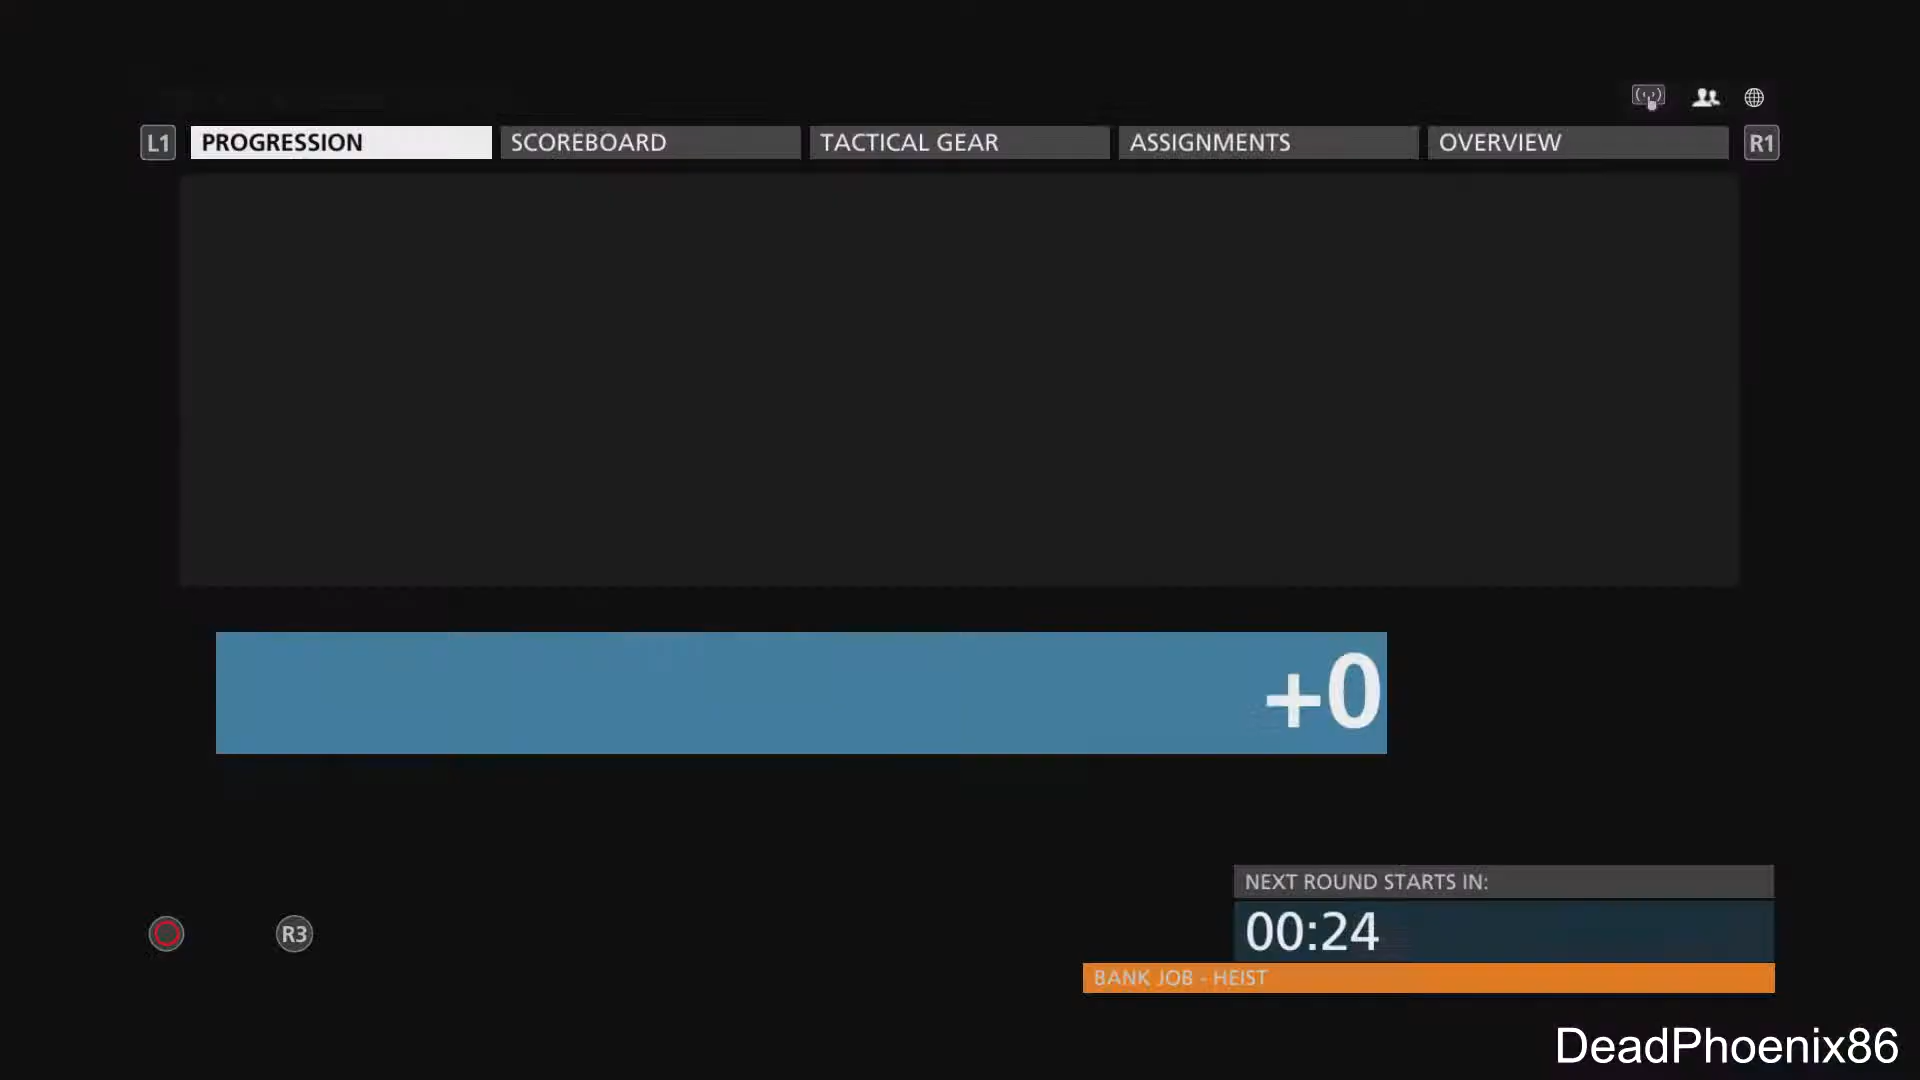 L1 PROGRESSION SCOREBOARD TACTICAL GEAR ASSIGNMENTS OVERVIEW R1
+0
NEXT ROUND STARTS IN:
R3 00:24
BANK JOB - HEIST
DeadPhoenix86